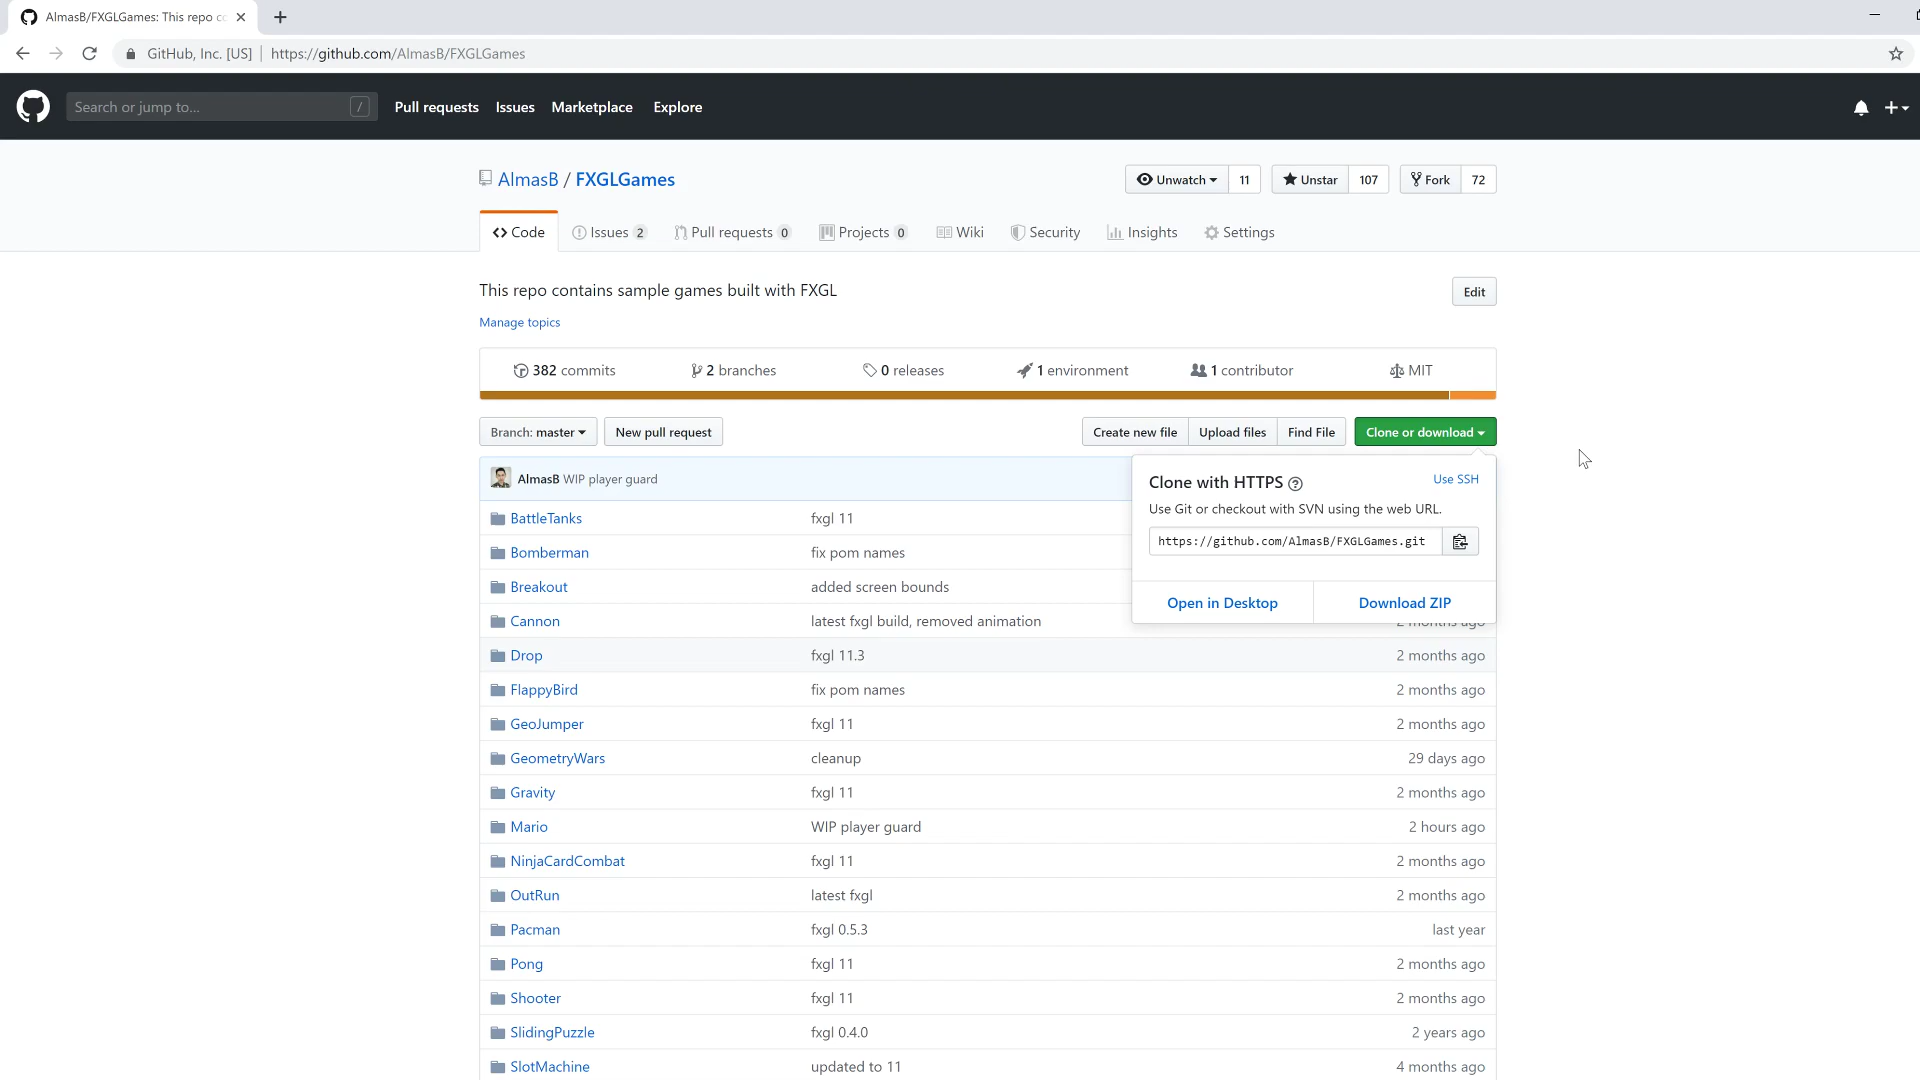 AlmasB/FXGLGames: This repo co
GitHub, Inc. [US] | https://github.com/AlmasB/FXGLGames
Search or jump to... / Pull requests Issues Marketplace Explore
AlmasB / FXGLGames
Unwatch 11 Unstar 107 Fork 72
Code Issues 2 Pull requests 0 Projects 0 Wiki Security Insights Settings
This repo contains sample games built with FXGL
Edit
Manage topics
382 commits 2 branches 0 releases 1 environment 1 contributor MIT
Branch: master New pull request Create new file Upload files Find File Clone or download
AlmasB WIP player guard
Clone with HTTPS Use SSH
Use Git or checkout with SVN using the web URL.
https://github.com/AlmasB/FXGLGames.git
Open in Desktop Download ZIP
BattleTanks fxgl 11
Bomberman fix pom names
Breakout added screen bounds
Cannon latest fxgl build, removed animation 2 months ago
Drop fxgl 11.3 2 months ago
FlappyBird fix pom names 2 months ago
GeoJumper fxgl 11 2 months ago
GeometryWars cleanup 29 days ago
Gravity fxgl 11 2 months ago
Mario WIP player guard 2 hours ago
NinjaCardCombat fxgl 11 2 months ago
OutRun latest fxgl 2 months ago
Pacman fxgl 0.5.3 last year
Pong fxgl 11 2 months ago
Shooter fxgl 11 2 months ago
SlidingPuzzle fxgl 0.4.0 2 years ago
SlotMachine updated to 11 4 months ago